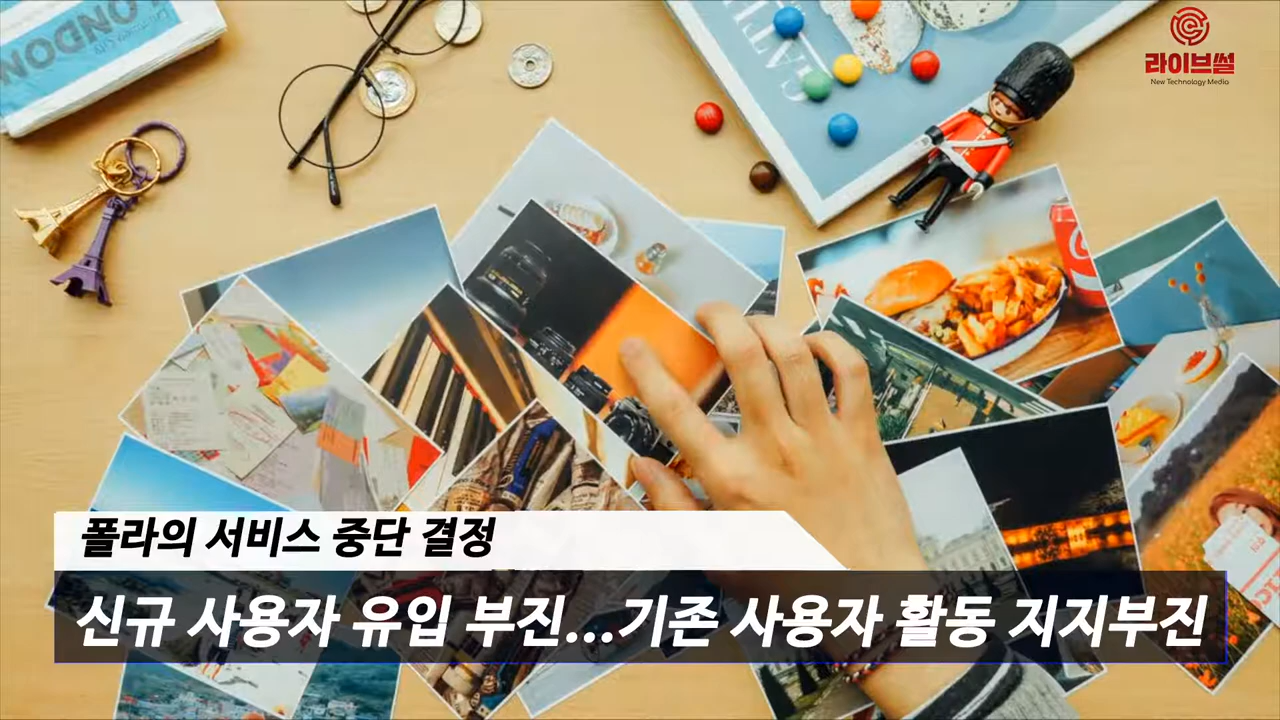 LONDON
라이브썰
New Technology Media
폴라의 서비스 중단 결정
신규 사용자 유입 부진...기존 사용자 활동 지지부진